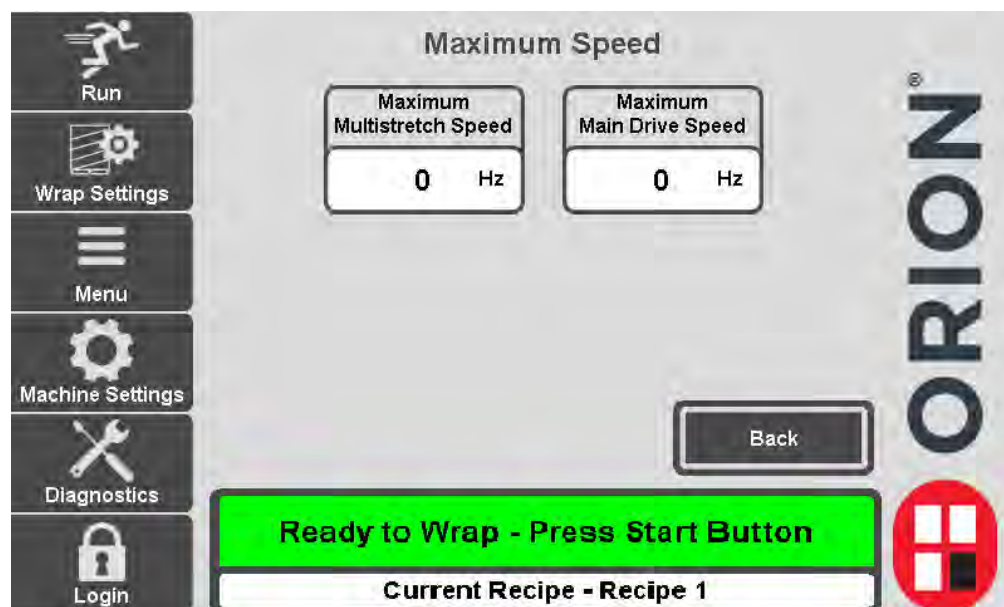 Run
Wrap Settings
Menu
Machine Settings
Diagnostics
Login
Maximum Speed
Maximum
Multistretch Speed
0 Hz
Maximum
Main Drive Speed
0 Hz
Back
Ready to Wrap - Press Start Button
Current Recipe - Recipe 1
ORION®